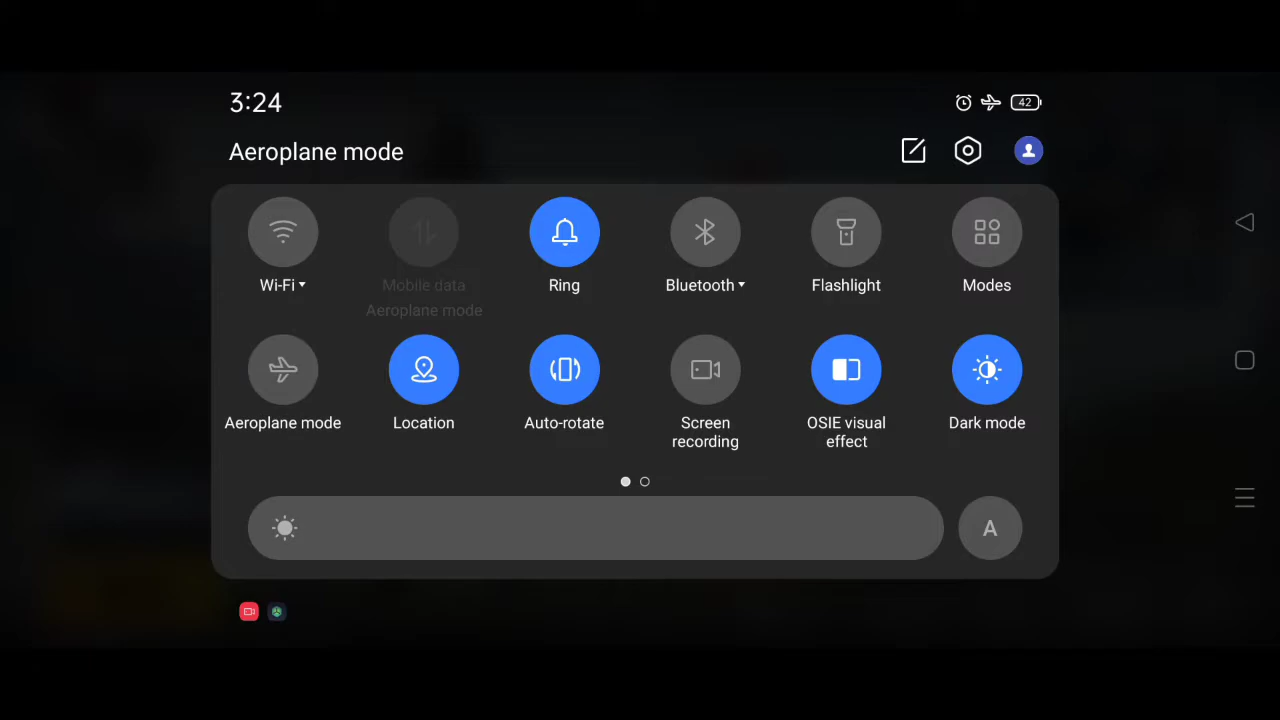 3:24
42
Aeroplane mode
Wi-Fi
Mobile data
Aeroplane mode
Ring
Bluetooth
Flashlight
Modes
Aeroplane mode
Location
Auto-rotate
Screen
recording
OSIE visual
effect
Dark mode
A